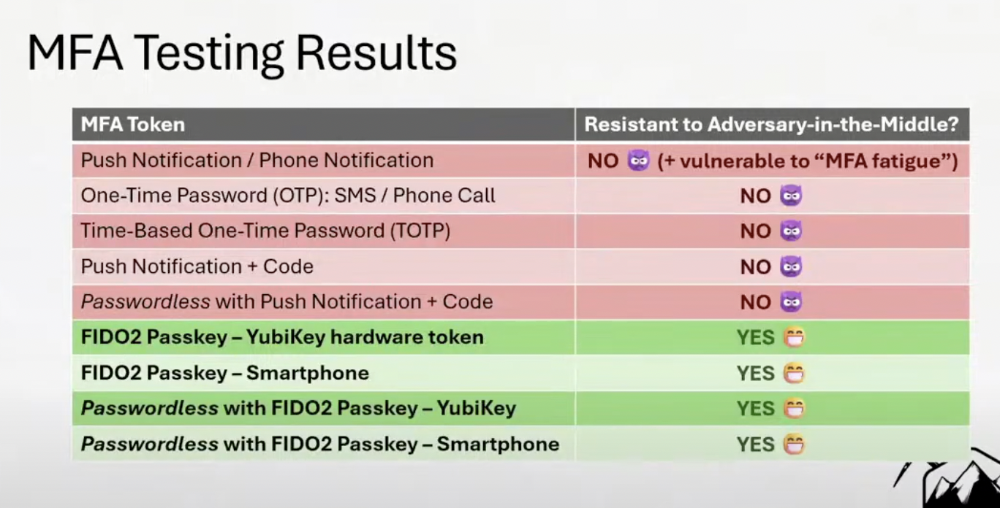 MFA Testing Results
MFA Token Resistant to Adversary-in-the-Middle?
Push Notification / Phone Notification NO 👿 (+ vulnerable to “MFA fatigue”)
One-Time Password (OTP): SMS / Phone Call NO 👿
Time-Based One-Time Password (TOTP) NO 👿
Push Notification + Code NO 👿
Passwordless with Push Notification + Code NO 👿
FIDO2 Passkey – YubiKey hardware token YES 😁
FIDO2 Passkey – Smartphone YES 😁
Passwordless with FIDO2 Passkey – YubiKey YES 😁
Passwordless with FIDO2 Passkey – Smartphone YES 😁